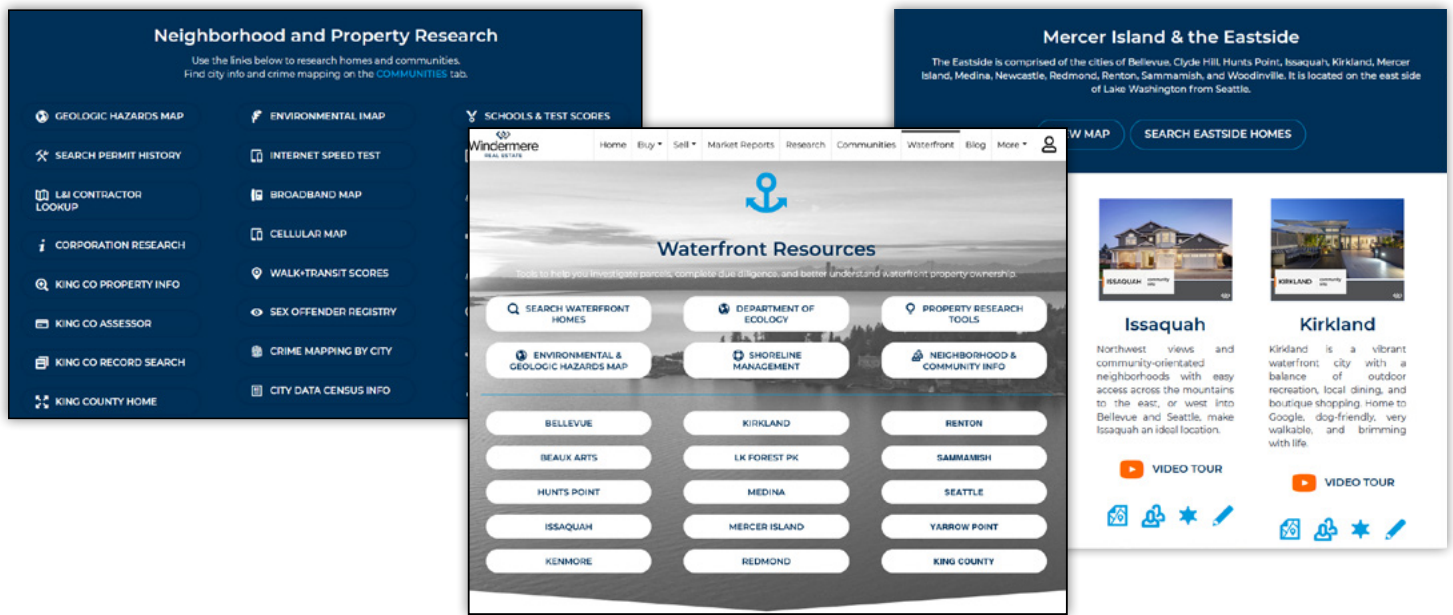 Neighborhood and Property Research
Use the links below to research homes and communities.
Find city info and crime mapping on the COMMUNITIES tab.
GEOLOGIC HAZARDS MAP
SEARCH PERMIT HISTORY
L&I CONTRACTOR
LOOKUP
CORPORATION RESEARCH
KING CO PROPERTY INFO
KING CO ASSESSOR
KING CO RECORD SEARCH
KING COUNTY HOME
ENVIRONMENTAL IMAP
INTERNET SPEED TEST
BROADBAND MAP
CELLULAR MAP
WALK+TRANSIT SCORES
SEX OFFENDER REGISTRY
CRIME MAPPING BY CITY
CITY DATA CENSUS INFO
SCHOOLS & TEST SCORES
Windermere
REAL ESTATE
Home Buy Sell Market Reports Research Communities Waterfront Blog More
Waterfront Resources
Tools to help you investigate parcels, complete due diligence, and better understand waterfront property ownership.
SEARCH WATERFRONT
HOMES
DEPARTMENT OF
ECOLOGY
PROPERTY RESEARCH
TOOLS
ENVIRONMENTAL &
GEOLOGIC HAZARDS MAP
SHORELINE
MANAGEMENT
NEIGHBORHOOD &
COMMUNITY INFO
BELLEVUE KIRKLAND RENTON
BEAUX ARTS LK FOREST PK SAMMAMISH
HUNTS POINT MEDINA SEATTLE
ISSAQUAH MERCER ISLAND YARROW POINT
KENMORE REDMOND KING COUNTY
Mercer Island & the Eastside
The Eastside is comprised of the cities of Bellevue, Clyde Hill, Hunts Point, Issaquah, Kirkland, Mercer
Island, Medina, Newcastle, Redmond, Renton, Sammamish, and Woodinville. It is located on the east side
of Lake Washington from Seattle.
MAP
SEARCH EASTSIDE HOMES
ISSAQUAH
Issaquah
Northwest views and
community-orientated
neighborhoods with easy
access across the mountains
to the east, or west into
Bellevue and Seattle, make
Issaquah an ideal location.
VIDEO TOUR
KIRKLAND
Kirkland
Kirkland is a vibrant
waterfront city with a
balance of outdoor
recreation, local dining, and
boutique shopping. Home to
Google, dog-friendly, very
walkable, and brimming
with life.
VIDEO TOUR